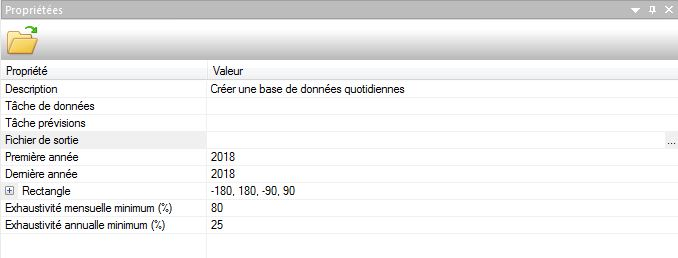 Propriétées
Propriété Valeur
Description Créer une base de données quotidiennes
Tâche de données
Tâche prévisions
Fichier de sortie ...
Première année 2018
Dernière année 2018
Rectangle -180, 180, -90, 90
Exhaustivité mensuelle minimum (%) 80
Exhaustivité annualle minimum (%) 25